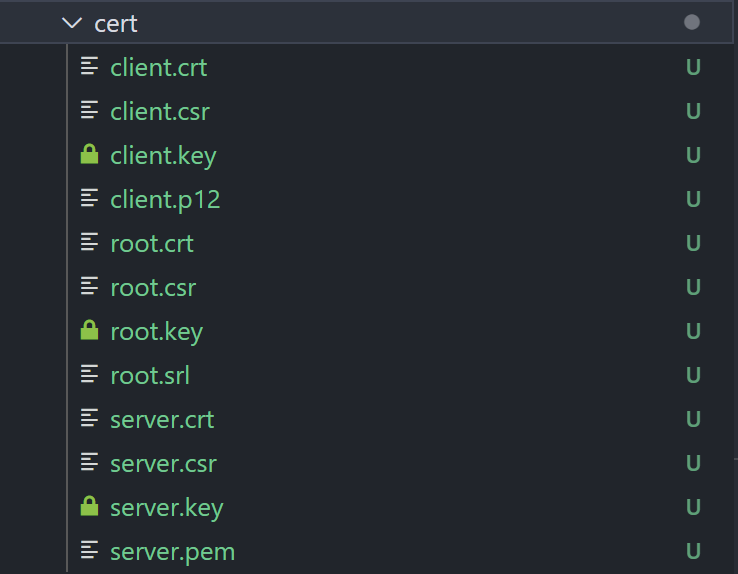 cert
client.crt U
client.csr U
client.key U
client.p12 U
root.crt U
root.csr U
root.key U
root.srl U
server.crt U
server.csr U
server.key U
server.pem U